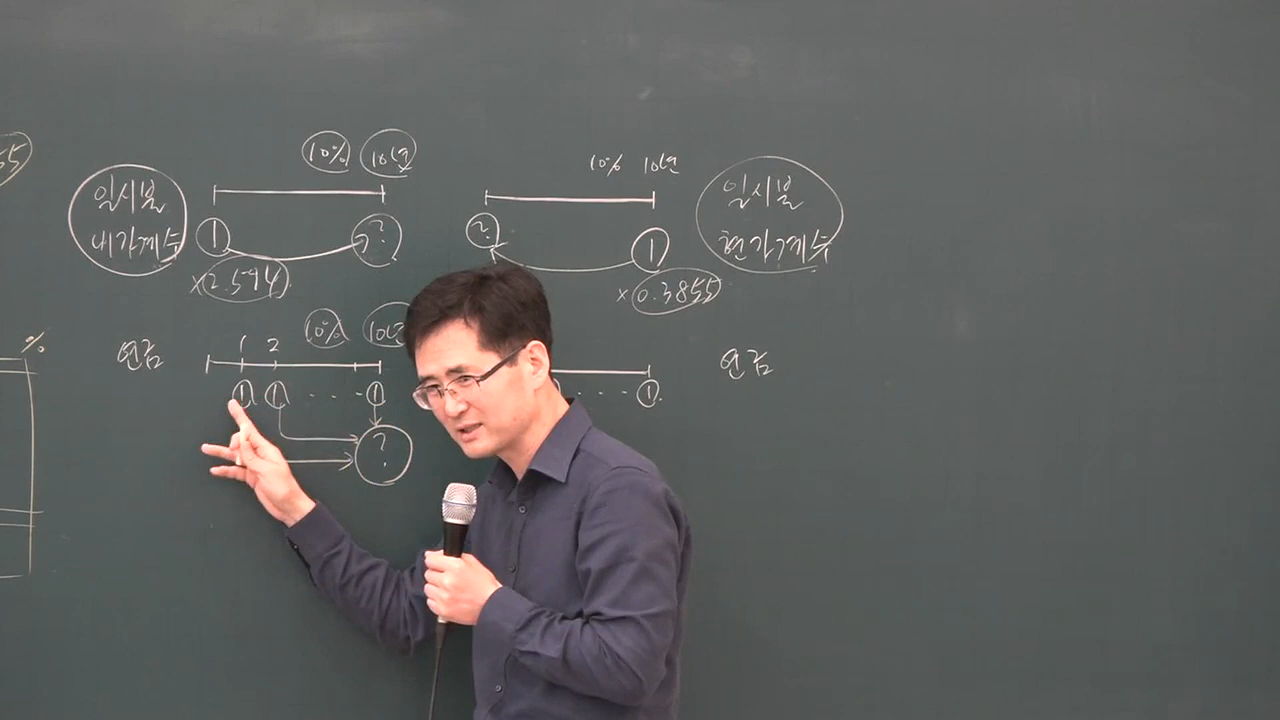 55
10% 10년
10% 10년
일시불
내가계수
일시불
현가계수
1 ?
? 1
×2.594
×0.3855
%
연금
1 2
10% 10년
연금
1 1 · · · 1
· · · 1
?